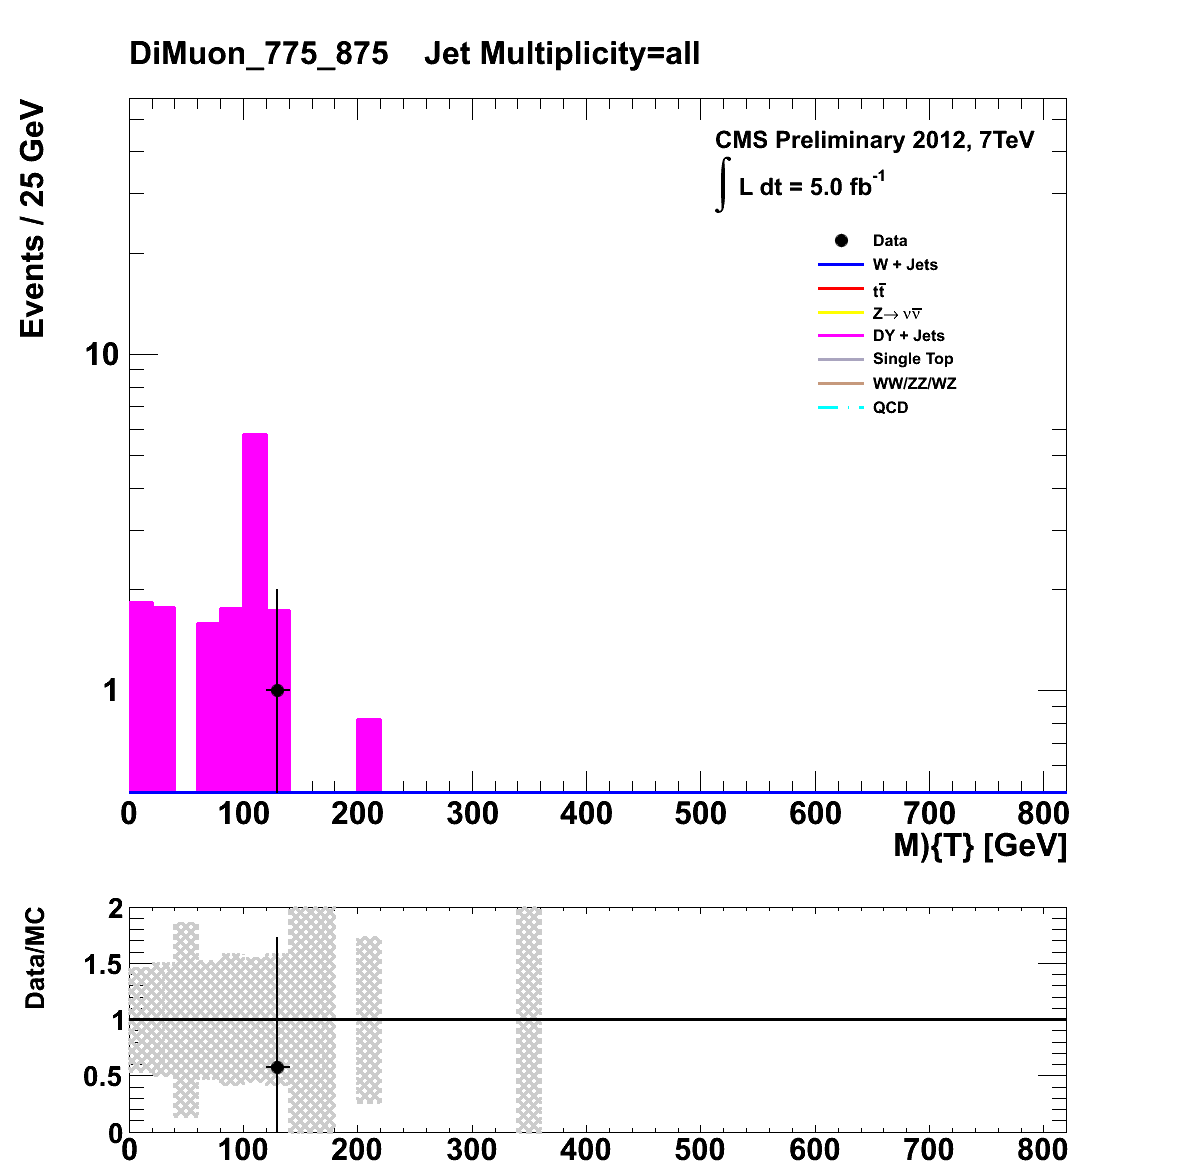 DiMuon_775_875    Jet Multiplicity=all
Events / 25 GeV
CMS Preliminary 2012, 7TeV
∫ L dt = 5.0 fb⁻¹
Data
W + Jets
tt̅
Z→ νν̅
DY + Jets
Single Top
WW/ZZ/WZ
QCD
10
1
0 100 200 300 400 500 600 700 800
M){T} [GeV]
Data/MC
2
1.5
1
0.5
0
0 100 200 300 400 500 600 700 800